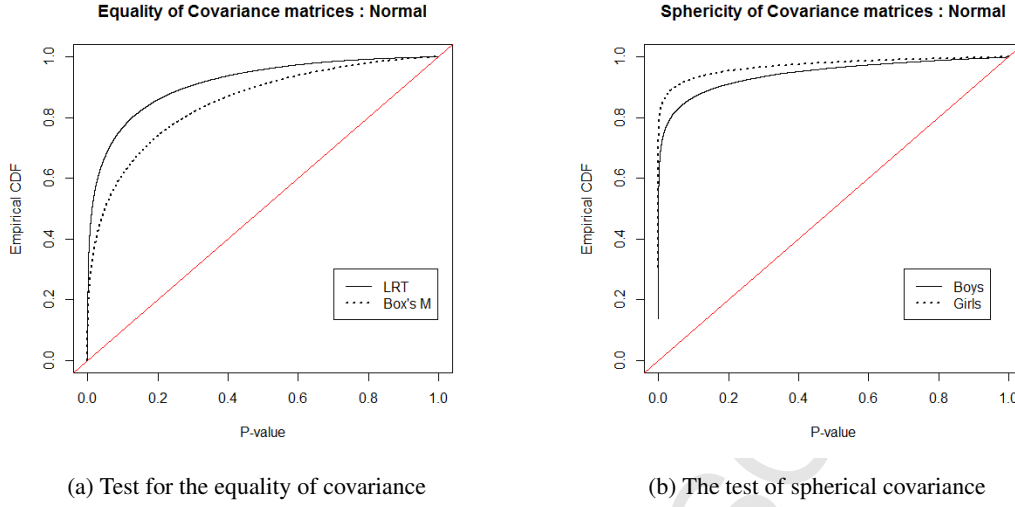 Equality of Covariance matrices : Normal
Empirical CDF
0.0 0.2 0.4 0.6 0.8 1.0
LRT
Box's M
0.0 0.2 0.4 0.6 0.8 1.0
P-value
(a) Test for the equality of covariance
Sphericity of Covariance matrices : Normal
Empirical CDF
0.0 0.2 0.4 0.6 0.8 1.0
Boys
Girls
0.0 0.2 0.4 0.6 0.8 1.0
P-value
(b) The test of spherical covariance